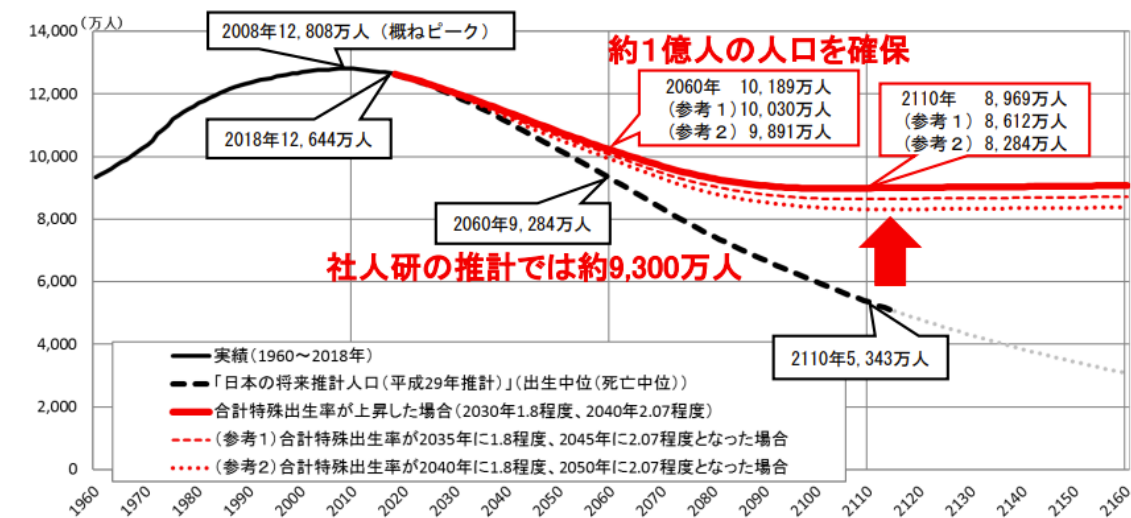 (万人)
14,000
12,000
10,000
8,000
6,000
4,000
2,000
0
2008年12,808万人（概ねピーク）
2018年12,644万人
約１億人の人口を確保
2060年　10,189万人
（参考１）10,030万人
（参考２）9,891万人
2110年　8,969万人
（参考１）8,612万人
（参考２）8,284万人
2060年9,284万人
社人研の推計では約9,300万人
2110年5,343万人
実績（1960～2018年）
「日本の将来推計人口（平成29年推計）」（出生中位（死亡中位））
合計特殊出生率が上昇した場合（2030年1.8程度、2040年2.07程度）
（参考１）合計特殊出生率が2035年に1.8程度、2045年に2.07程度となった場合
（参考２）合計特殊出生率が2040年に1.8程度、2050年に2.07程度となった場合
1960 1970 1980 1990 2000 2010 2020 2030 2040 2050 2060 2070 2080 2090 2100 2110 2120 2130 2140 2150 2160